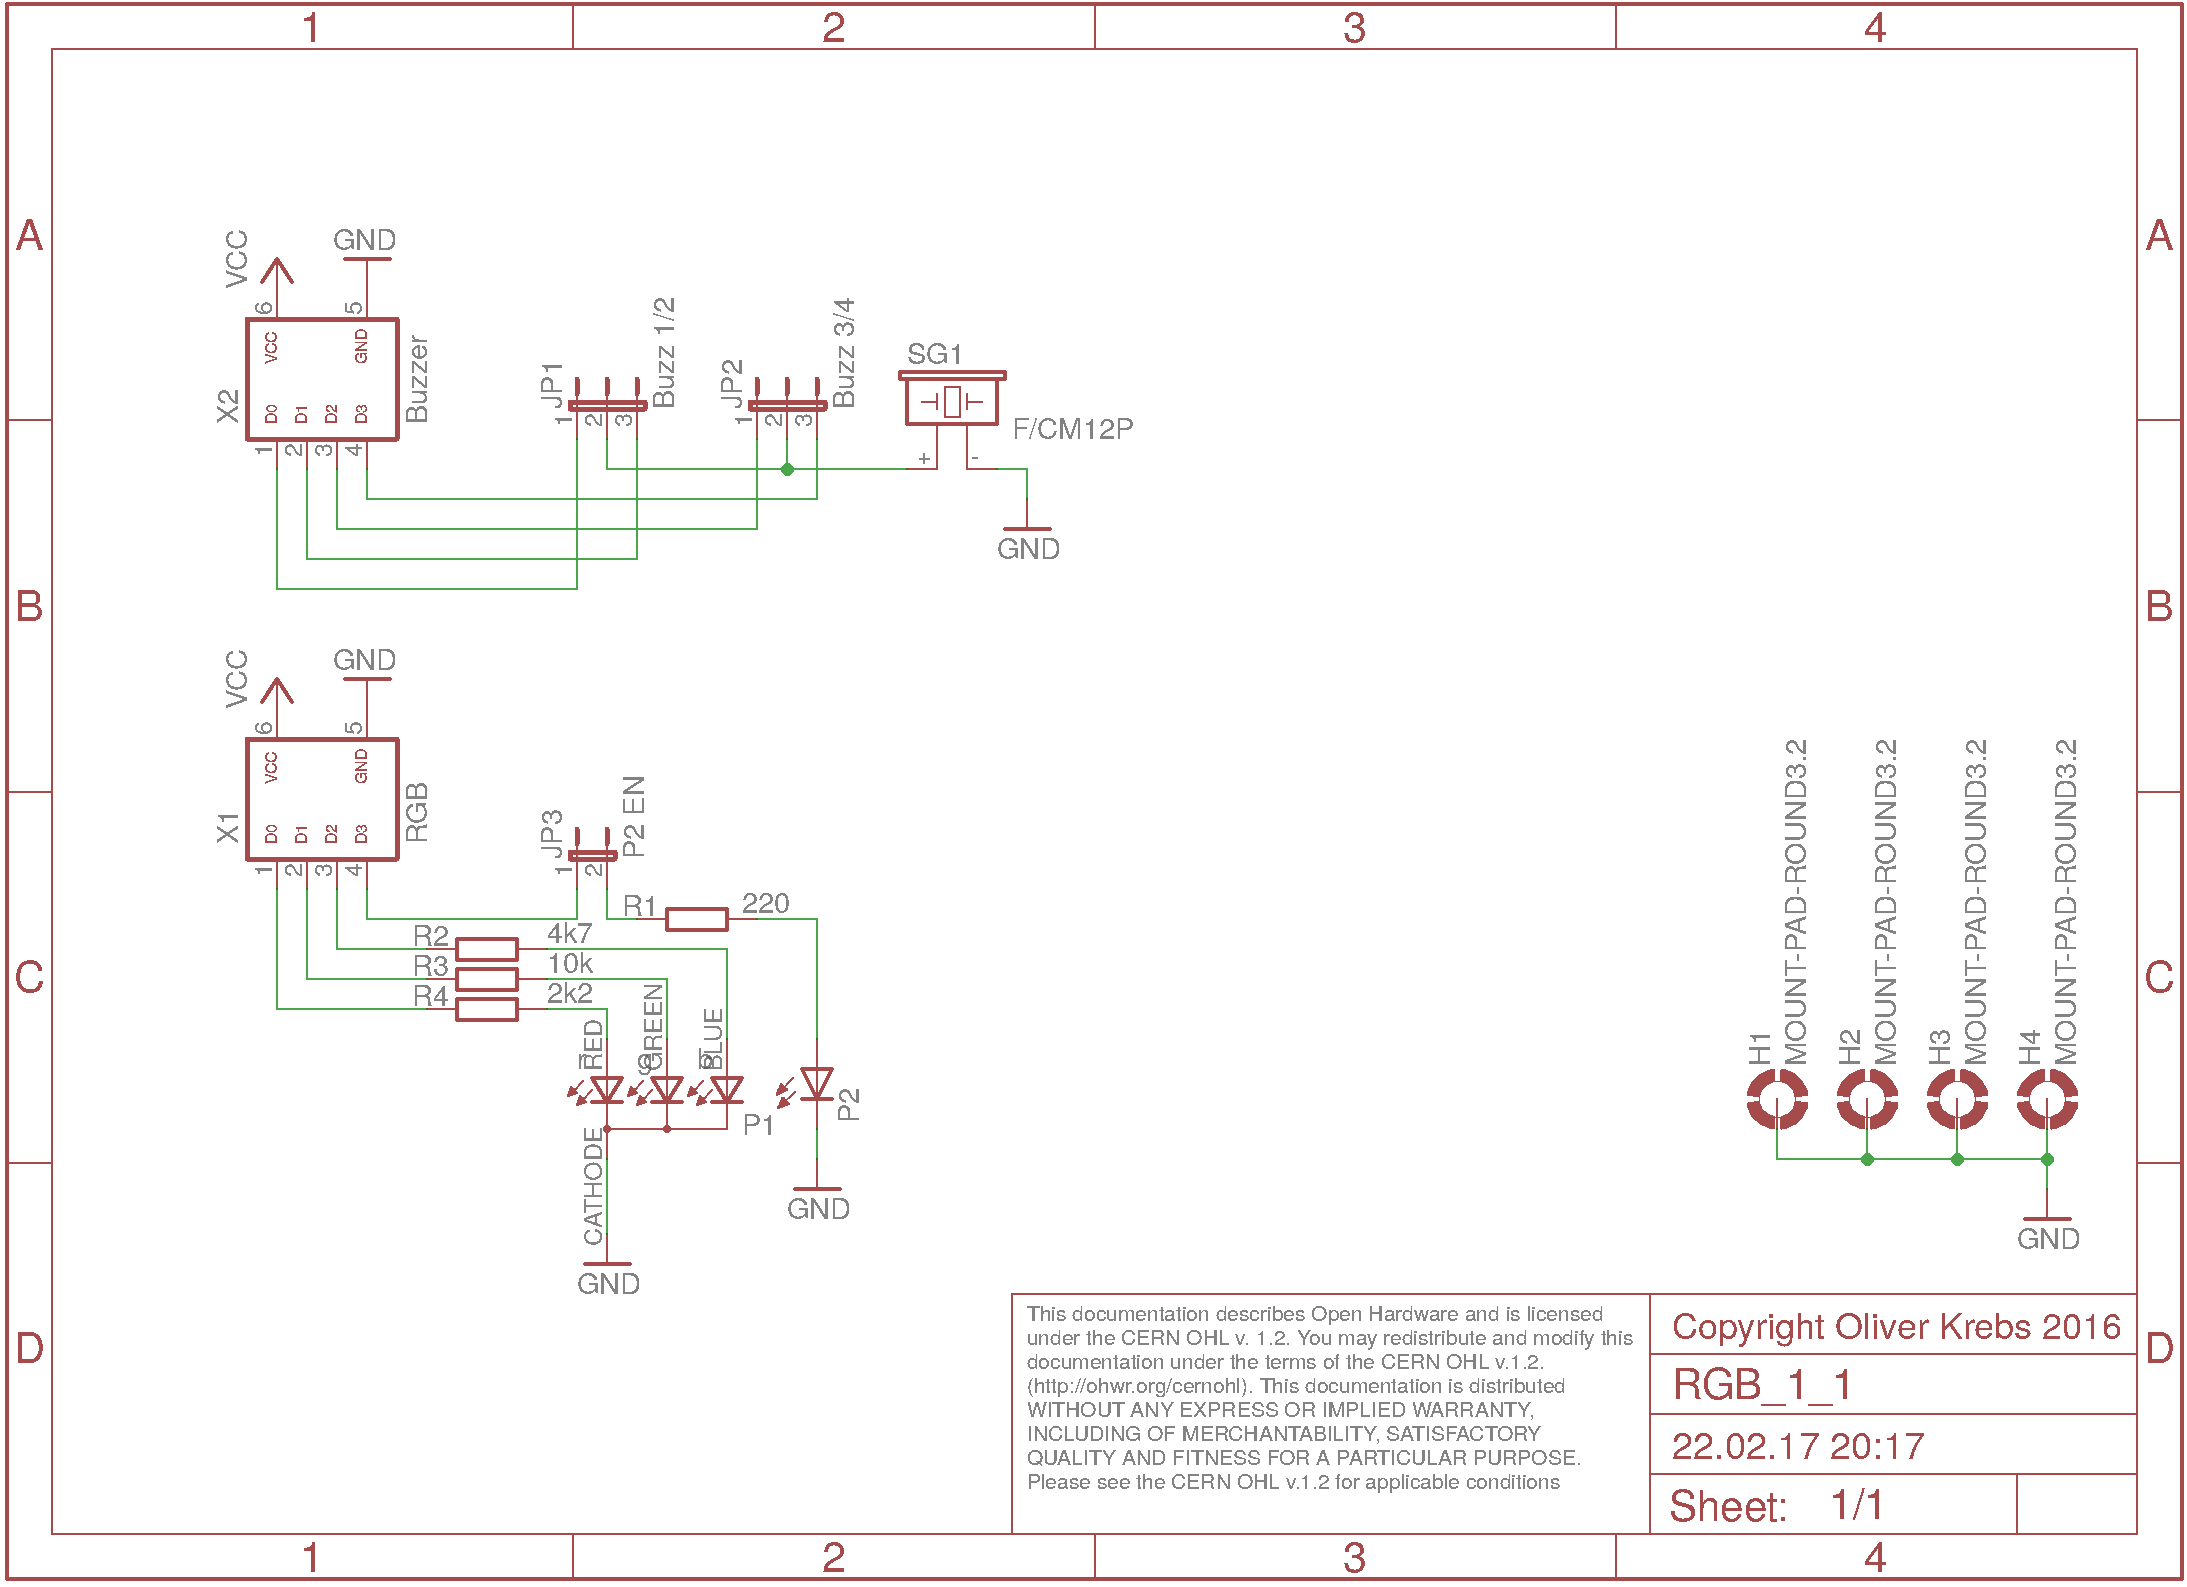 1 2 3 4
A A
VCC GND
6 5
VCC GND
X2 Buzzer
D0 D1 D2 D3
1 2 3 4
JP1 Buzz 1/2
1 2 3
JP2 Buzz 3/4
1 2 3
SG1
F/CM12P
+ -
GND
B B
VCC GND
6 5
VCC GND
X1 RGB
D0 D1 D2 D3
1 2 3 4
JP3 P2 EN
1 2
R1 220
R2 4k7
R3 10k
R4 2k2
C C
RED GREEN BLUE
P1 P2
CATHODE
GND
GND
H1 MOUNT-PAD-ROUND3.2
H2 MOUNT-PAD-ROUND3.2
H3 MOUNT-PAD-ROUND3.2
H4 MOUNT-PAD-ROUND3.2
GND
D D
This documentation describes Open Hardware and is licensed
under the CERN OHL v. 1.2. You may redistribute and modify this
documentation under the terms of the CERN OHL v.1.2.
(http://ohwr.org/cernohl). This documentation is distributed
WITHOUT ANY EXPRESS OR IMPLIED WARRANTY,
INCLUDING OF MERCHANTABILITY, SATISFACTORY
QUALITY AND FITNESS FOR A PARTICULAR PURPOSE.
Please see the CERN OHL v.1.2 for applicable conditions
Copyright Oliver Krebs 2016
RGB_1_1
22.02.17 20:17
Sheet: 1/1
1 2 3 4